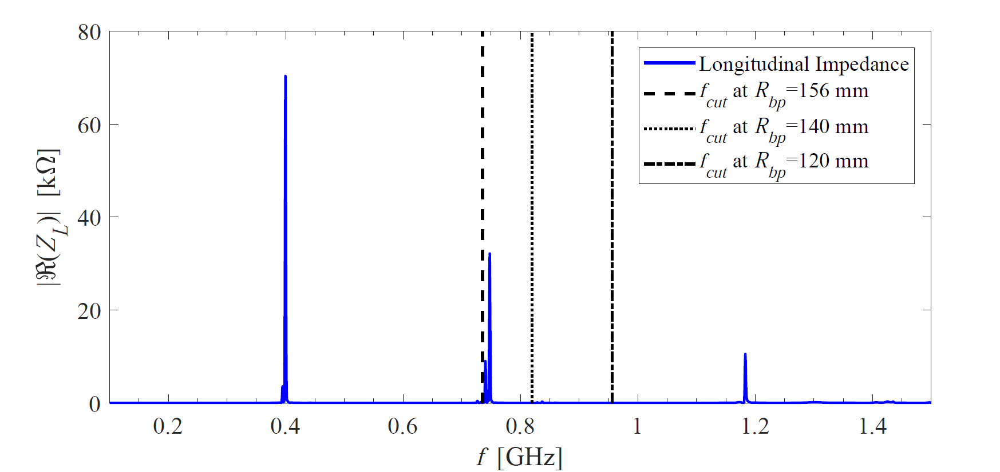 80
60
40
20
0
|ℜ(Z_L)| [kΩ]
Longitudinal Impedance
f_cut at R_bp=156 mm
f_cut at R_bp=140 mm
f_cut at R_bp=120 mm
0.2 0.4 0.6 0.8 1 1.2 1.4
f [GHz]